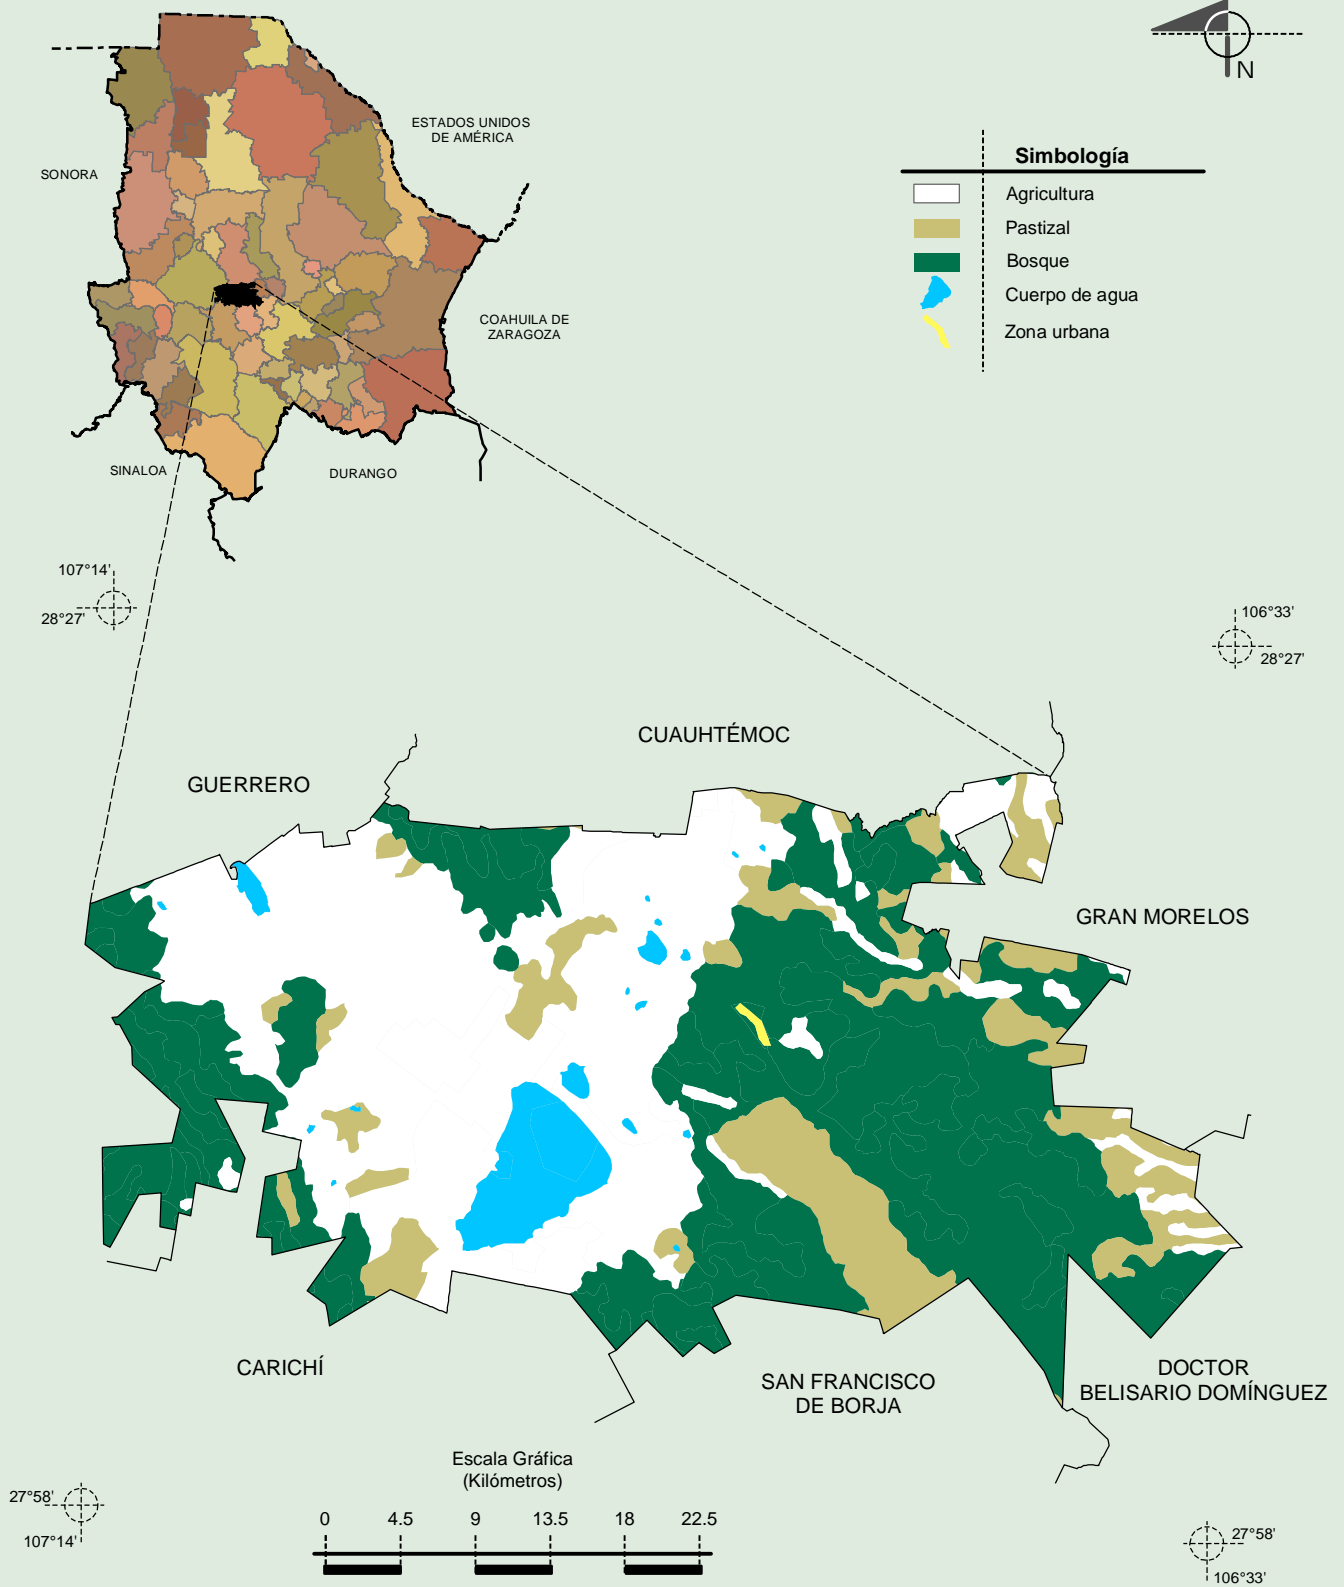 N
ESTADOS UNIDOS
DE AMÉRICA
SONORA
COAHUILA DE
ZARAGOZA
SINALOA
DURANGO
Simbología
Agricultura
Pastizal
Bosque
Cuerpo de agua
Zona urbana
107°14'
28°27'
106°33'
28°27'
CUAUHTÉMOC
GUERRERO
GRAN MORELOS
CARICHÍ
SAN FRANCISCO
DE BORJA
DOCTOR
BELISARIO DOMÍNGUEZ
Escala Gráfica
(Kilómetros)
0 4.5 9 13.5 18 22.5
27°58'
107°14'
27°58'
106°33'